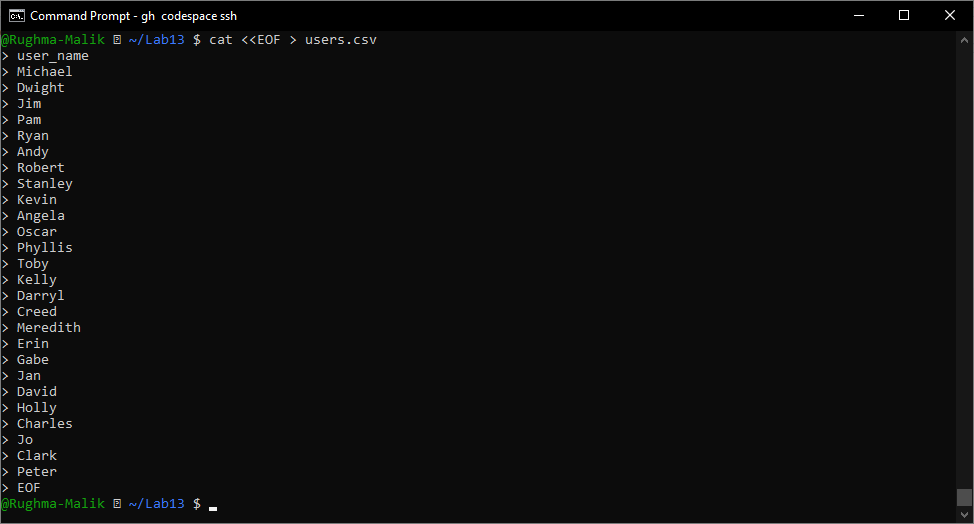 Command Prompt - gh codespace ssh
@Rughma-Malik ~/Lab13 $ cat <<EOF > users.csv
> user_name
> Michael
> Dwight
> Jim
> Pam
> Ryan
> Andy
> Robert
> Stanley
> Kevin
> Angela
> Oscar
> Phyllis
> Toby
> Kelly
> Darryl
> Creed
> Meredith
> Erin
> Gabe
> Jan
> David
> Holly
> Charles
> Jo
> Clark
> Peter
> EOF
@Rughma-Malik ~/Lab13 $